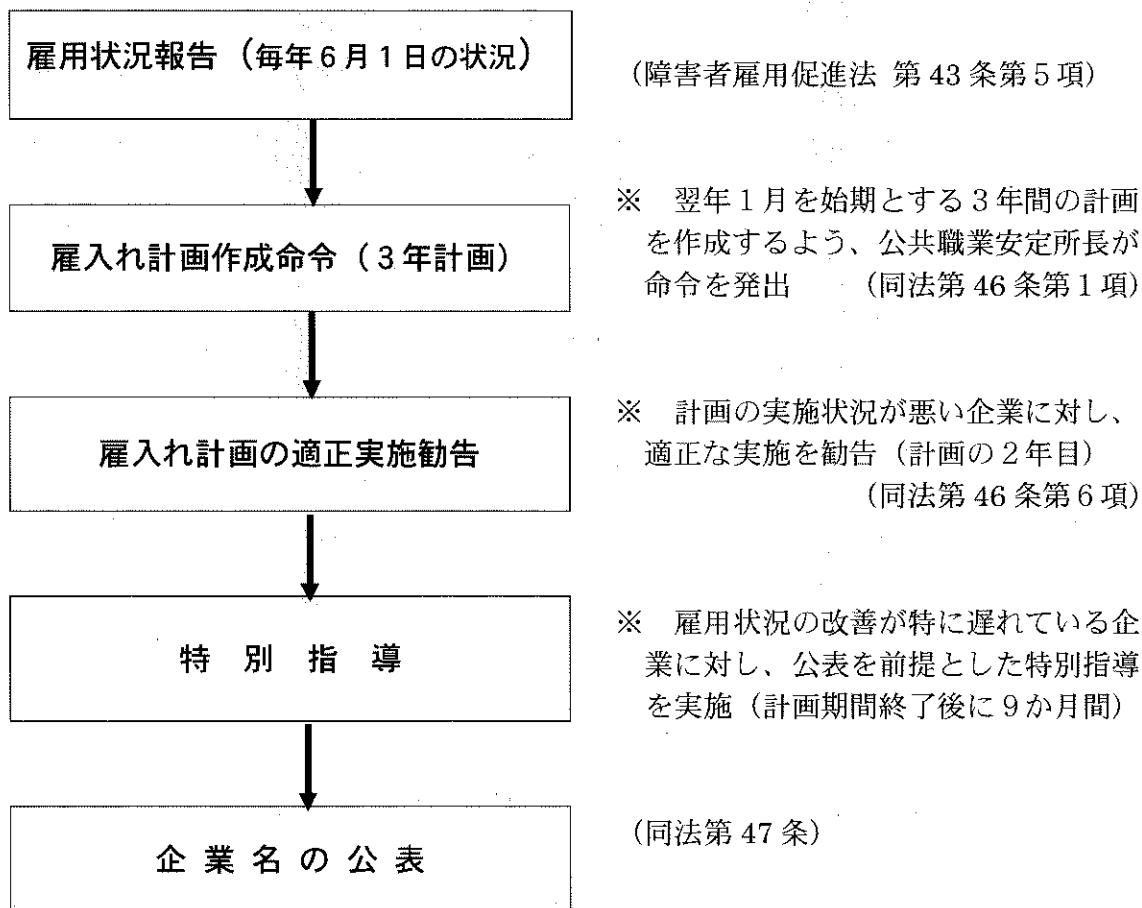 雇用状況報告（毎年６月１日の状況）
（障害者雇用促進法 第 43 条第５項）
雇入れ計画作成命令（３年計画）
※　翌年１月を始期とする３年間の計画
を作成するよう、公共職業安定所長が
命令を発出　　（同法第 46 条第１項）
雇入れ計画の適正実施勧告
※　計画の実施状況が悪い企業に対し、
適正な実施を勧告（計画の２年目）
（同法第 46 条第６項）
特 別 指 導
※　雇用状況の改善が特に遅れている企
業に対し、公表を前提とした特別指導
を実施（計画期間終了後に９か月間）
企 業 名 の 公 表
（同法第 47 条）